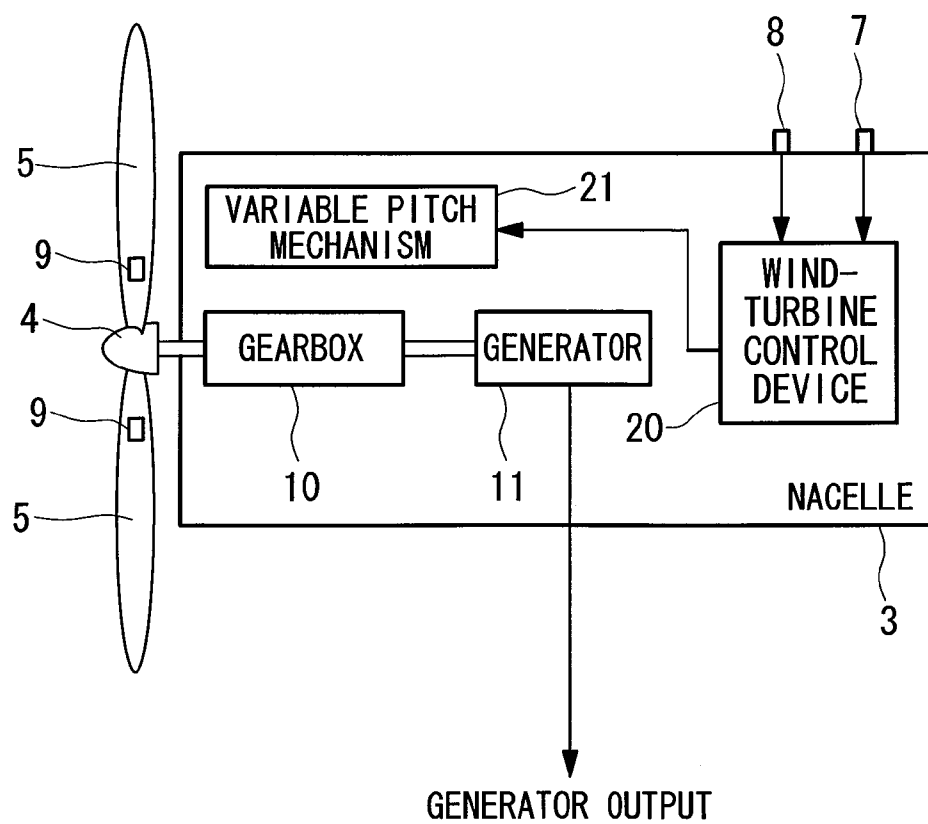 8
7
5
21
VARIABLE PITCH
MECHANISM
9
WIND-
TURBINE
CONTROL
DEVICE
4
GEARBOX
GENERATOR
9
20
10
11
5
NACELLE
3
GENERATOR OUTPUT